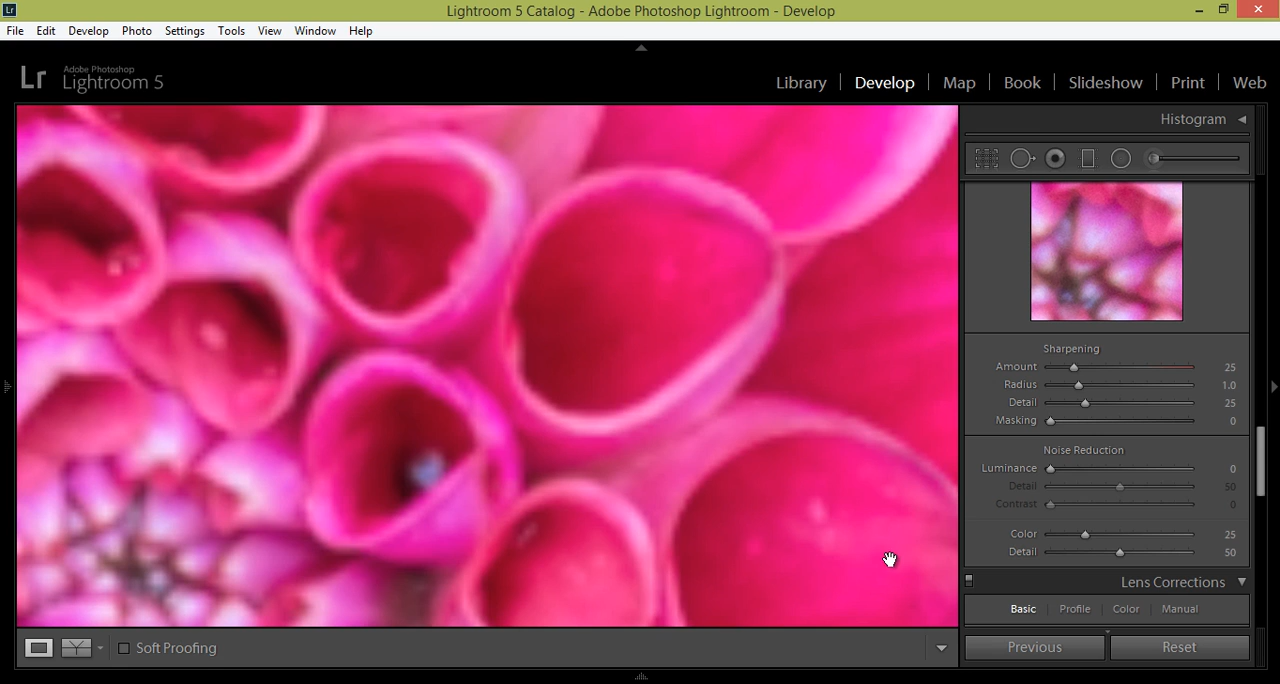 Lr
Lightroom 5 Catalog - Adobe Photoshop Lightroom - Develop
File Edit Develop Photo Settings Tools View Window Help
Lr Adobe Photoshop
Lightroom 5
Library Develop Map Book Slideshow Print Web
Histogram
Sharpening
Amount 25
Radius 1.0
Detail 25
Masking 0
Noise Reduction
Luminance 0
Detail 50
Contrast 0
Color 25
Detail 50
Lens Corrections
Basic Profile Color Manual
Soft Proofing
Previous Reset